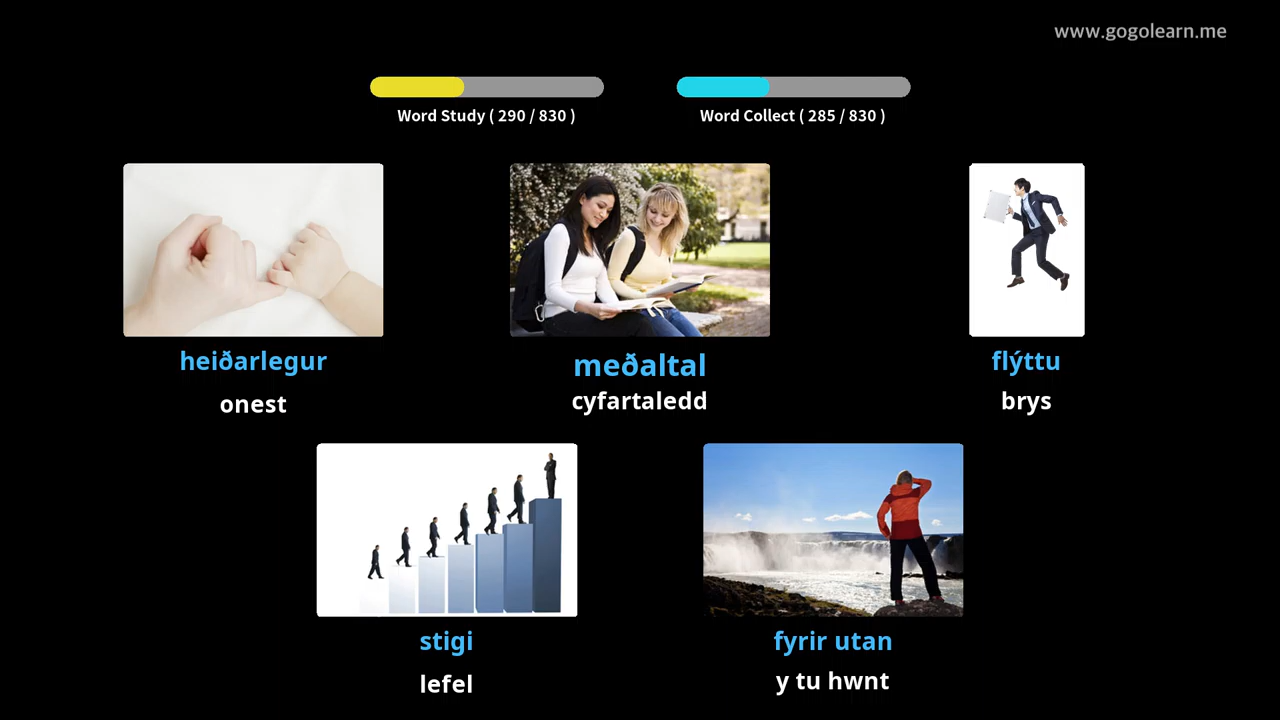 www.gogolearn.me
Word Study ( 290 / 830 )
Word Collect ( 285 / 830 )
heiðarlegur
onest
meðaltal
cyfartaledd
flýttu
brys
stigi
lefel
fyrir utan
y tu hwnt